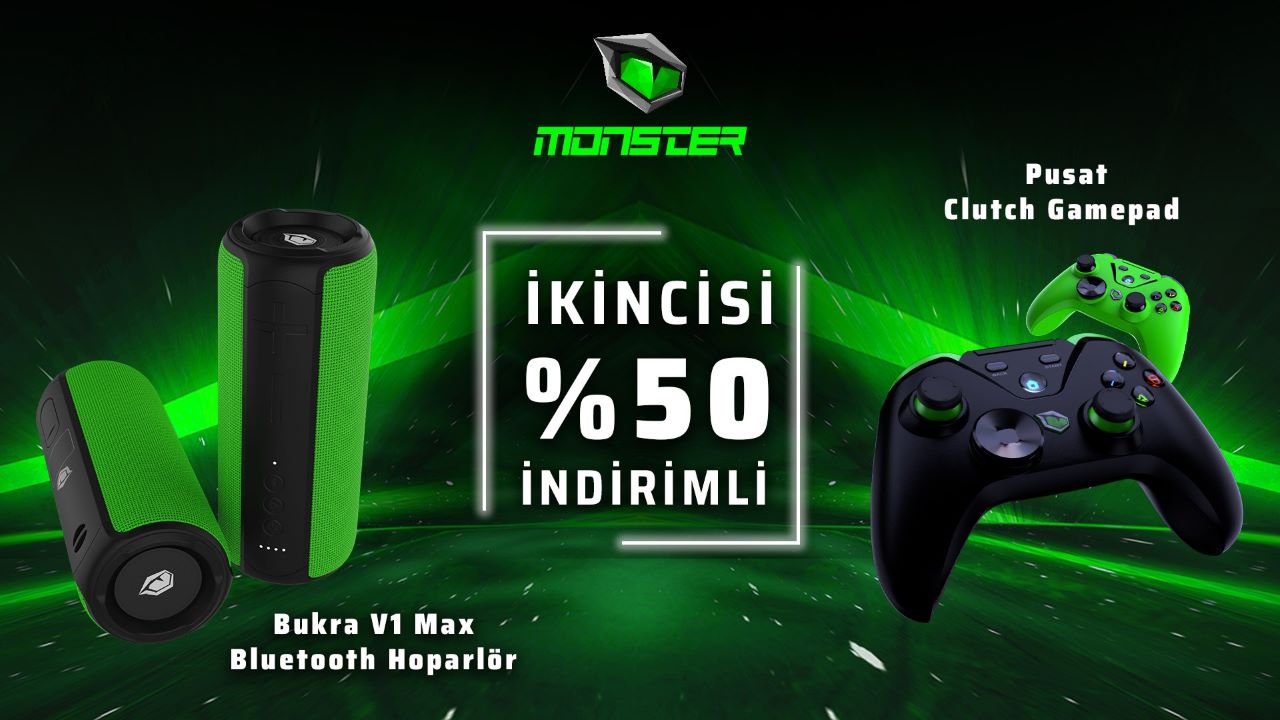 MONSTER
Pusat
Clutch Gamepad
İKİNCİSİ
%50
İNDİRİMLİ
Bukra V1 Max
Bluetooth Hoparlör